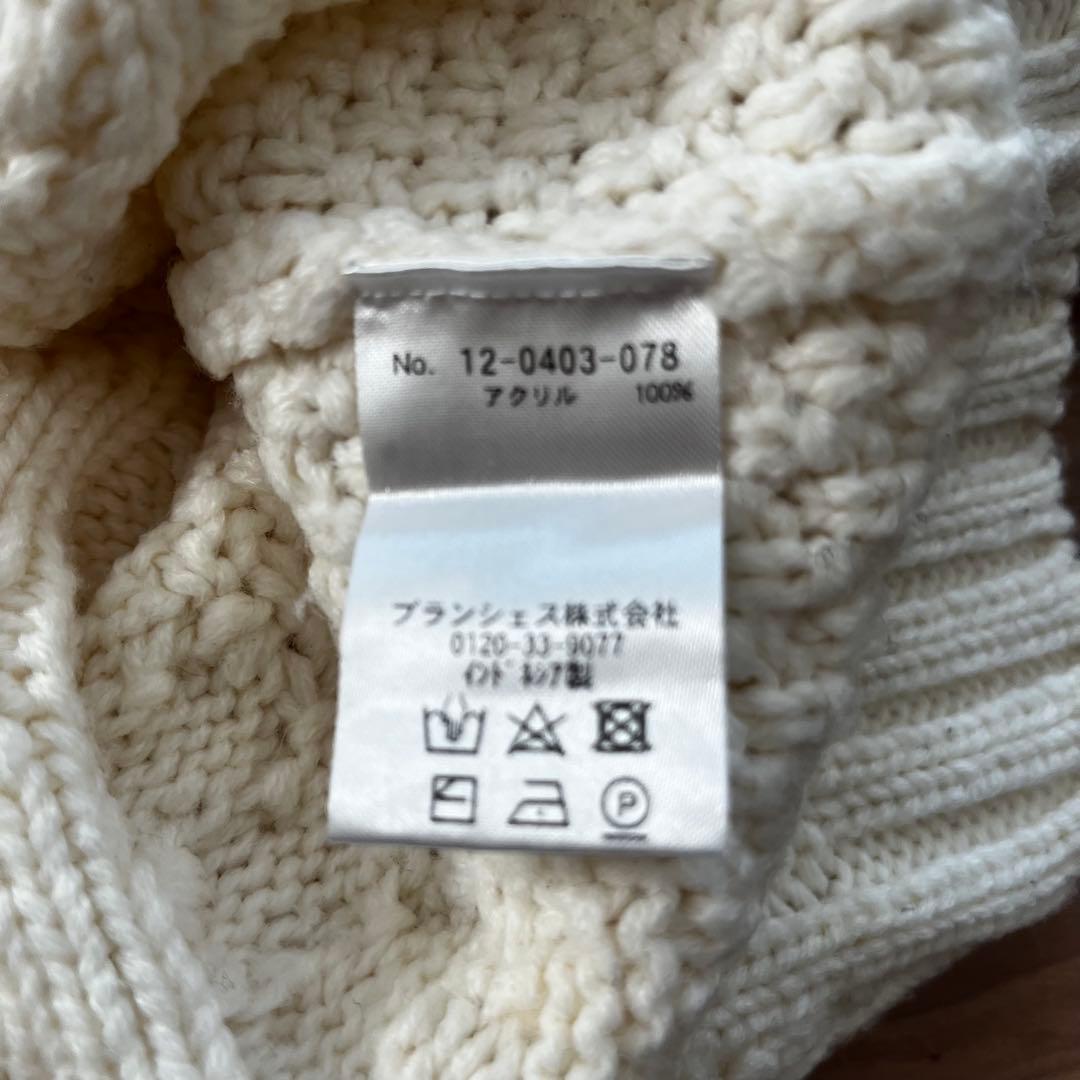 No. 12-0403-078
アクリル 100%
ブランシェス株式会社
0120-33-9077
ｲﾝﾄﾞﾈｼｱ製
P